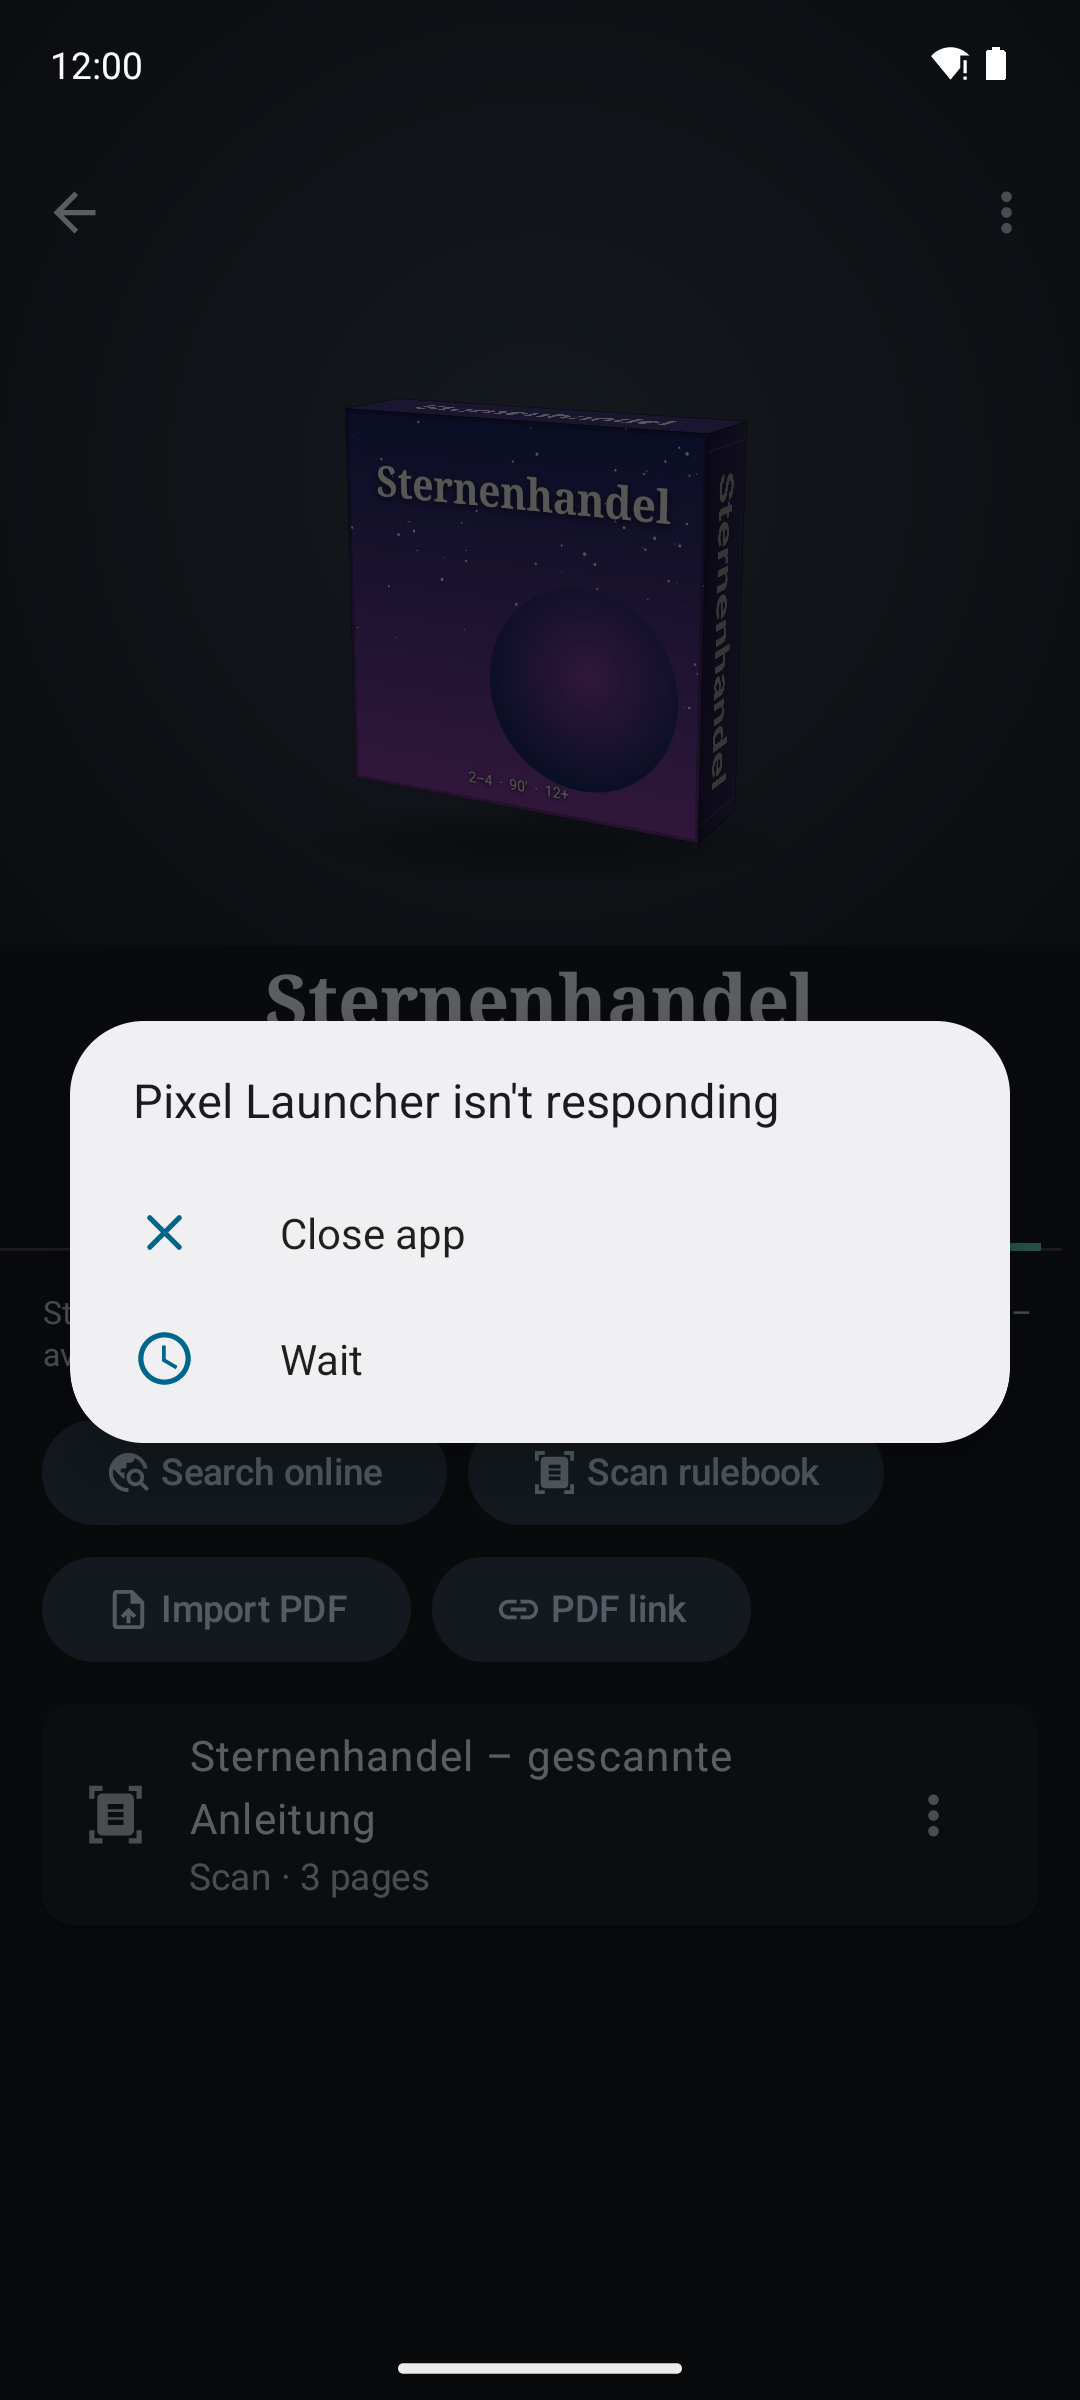 12:00
Sternenhandel
Sternenhandel
Sternenhandel
2–4 · 90' · 12+
Sternenhandel
Pixel Launcher isn't responding
Close app
Wait
Search online
Scan rulebook
Import PDF
PDF link
Sternenhandel – gescannte
Anleitung
Scan · 3 pages